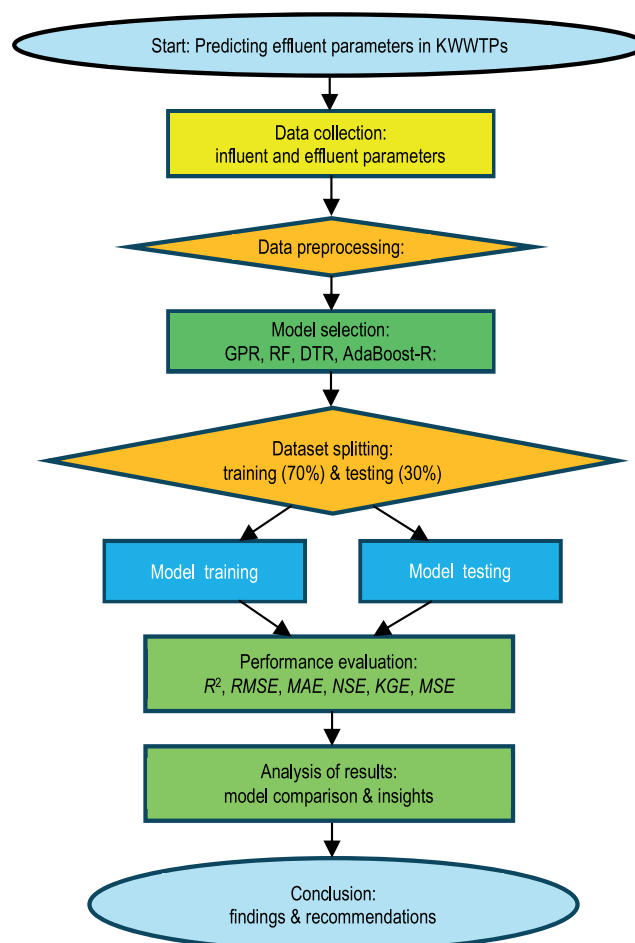 Start: Predicting effluent parameters in KWWTPs
Data collection:
influent and effluent parameters
Data preprocessing:
Model selection:
GPR, RF, DTR, AdaBoost-R:
Dataset splitting:
training (70%) & testing (30%)
Model training
Model testing
Performance evaluation:
R², RMSE, MAE, NSE, KGE, MSE
Analysis of results:
model comparison & insights
Conclusion:
findings & recommendations